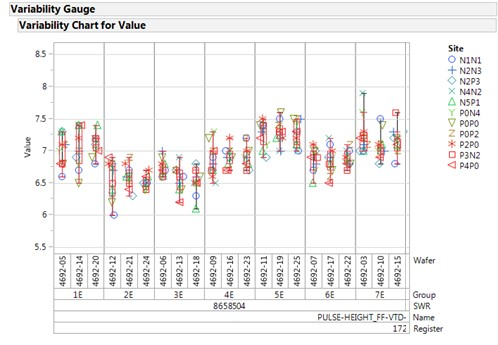 Variability Gauge
Variability Chart for Value
8.5
8
7.5
7
6.5
6
5.5
Value
4692-05
4692-14
4692-20
4692-12
4692-21
4692-24
4692-06
4692-13
4692-18
4692-09
4692-16
4692-23
4692-11
4692-19
4692-25
4692-07
4692-17
4692-22
4692-03
4692-10
4692-15
Wafer
1E 2E 3E 4E 5E 6E 7E Group
8658504 SWR
PULSE-HEIGHT_FF-VTD- Name
172 Register
Site
N1N1
N2N3
N2P3
N4N2
N5P1
P0N4
P0P0
P0P2
P2P0
P3N2
P4P0